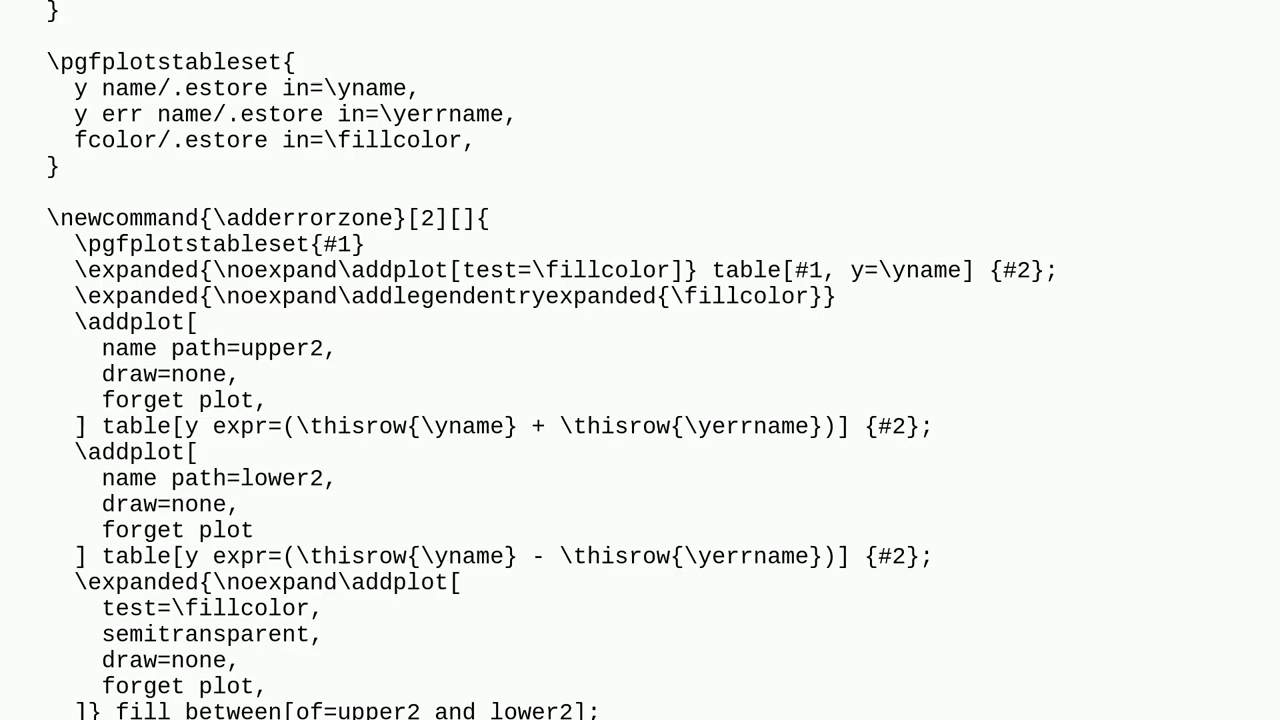 }
\pgfplotstableset{
  y name/.estore in=\yname,
  y err name/.estore in=\yerrname,
  fcolor/.estore in=\fillcolor,
}
\newcommand{\adderrorzone}[2][]{
  \pgfplotstableset{#1}
  \expanded{\noexpand\addplot[test=\fillcolor]} table[#1, y=\yname] {#2};
  \expanded{\noexpand\addlegendentryexpanded{\fillcolor}}
  \addplot[
    name path=upper2,
    draw=none,
    forget plot,
  ] table[y expr=(\thisrow{\yname} + \thisrow{\yerrname})] {#2};
  \addplot[
    name path=lower2,
    draw=none,
    forget plot
  ] table[y expr=(\thisrow{\yname} - \thisrow{\yerrname})] {#2};
  \expanded{\noexpand\addplot[
    test=\fillcolor,
    semitransparent,
    draw=none,
    forget plot,
  ]} fill between[of=upper2 and lower2];